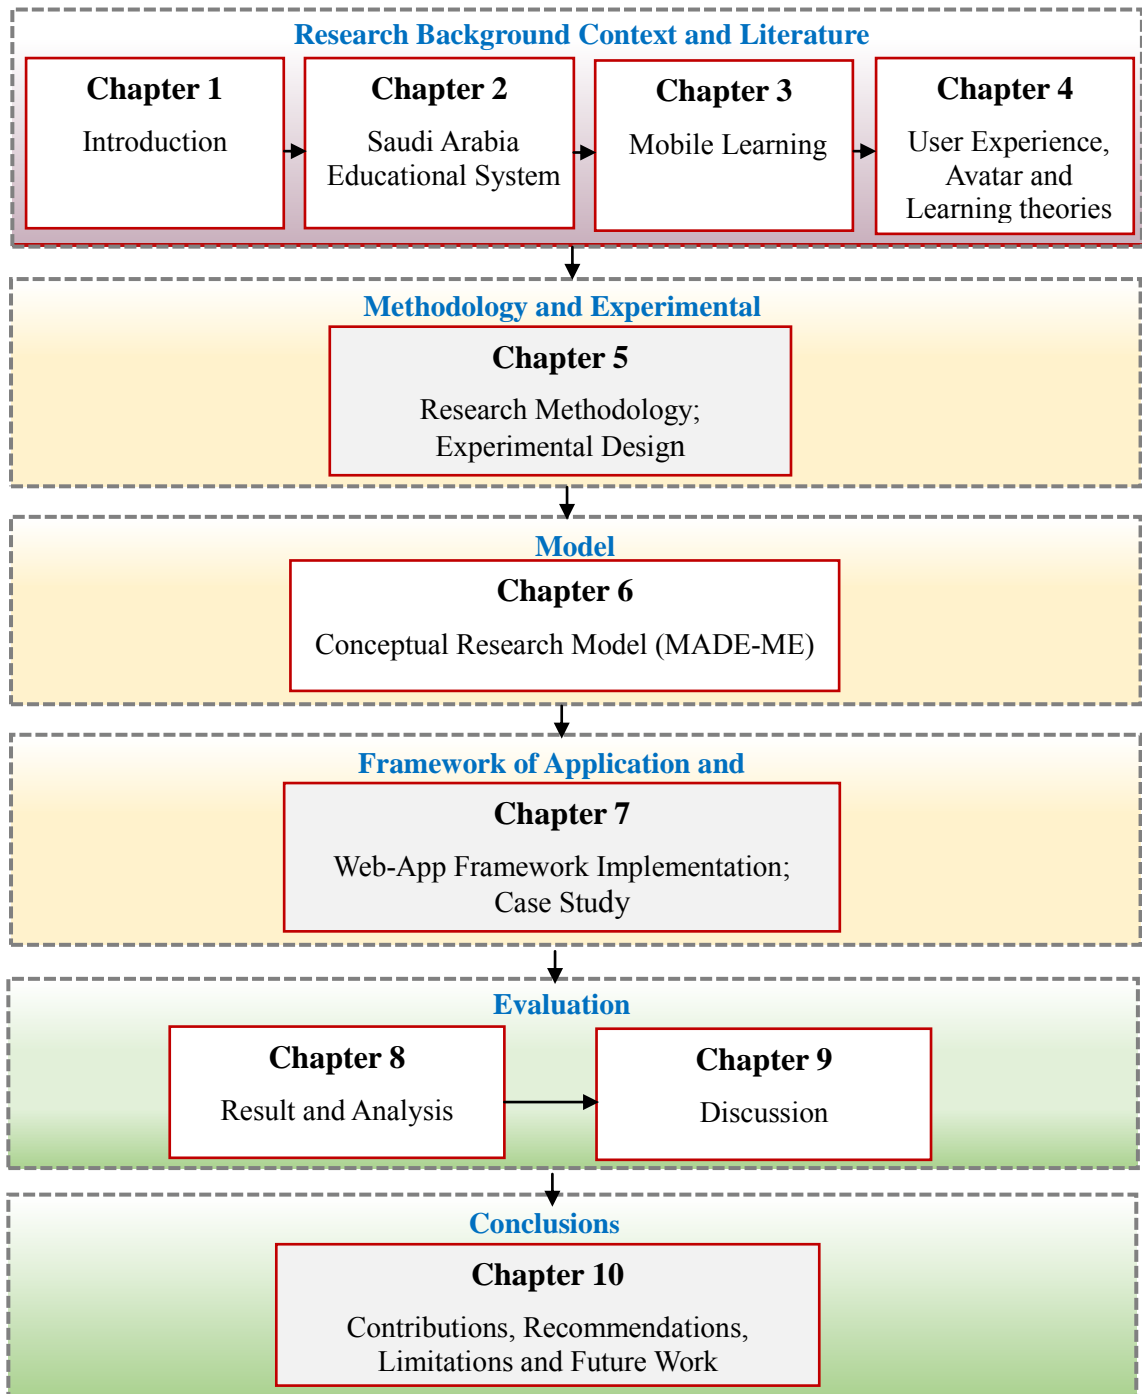 Research Background Context and Literature
Chapter 1
Introduction
Chapter 2
Saudi Arabia
Educational System
Chapter 3
Mobile Learning
Chapter 4
User Experience,
Avatar and
Learning theories
Methodology and Experimental
Chapter 5
Research Methodology;
Experimental Design
Model
Chapter 6
Conceptual Research Model (MADE-ME)
Framework of Application and
Chapter 7
Web-App Framework Implementation;
Case Study
Evaluation
Chapter 8
Result and Analysis
Chapter 9
Discussion
Conclusions
Chapter 10
Contributions, Recommendations,
Limitations and Future Work